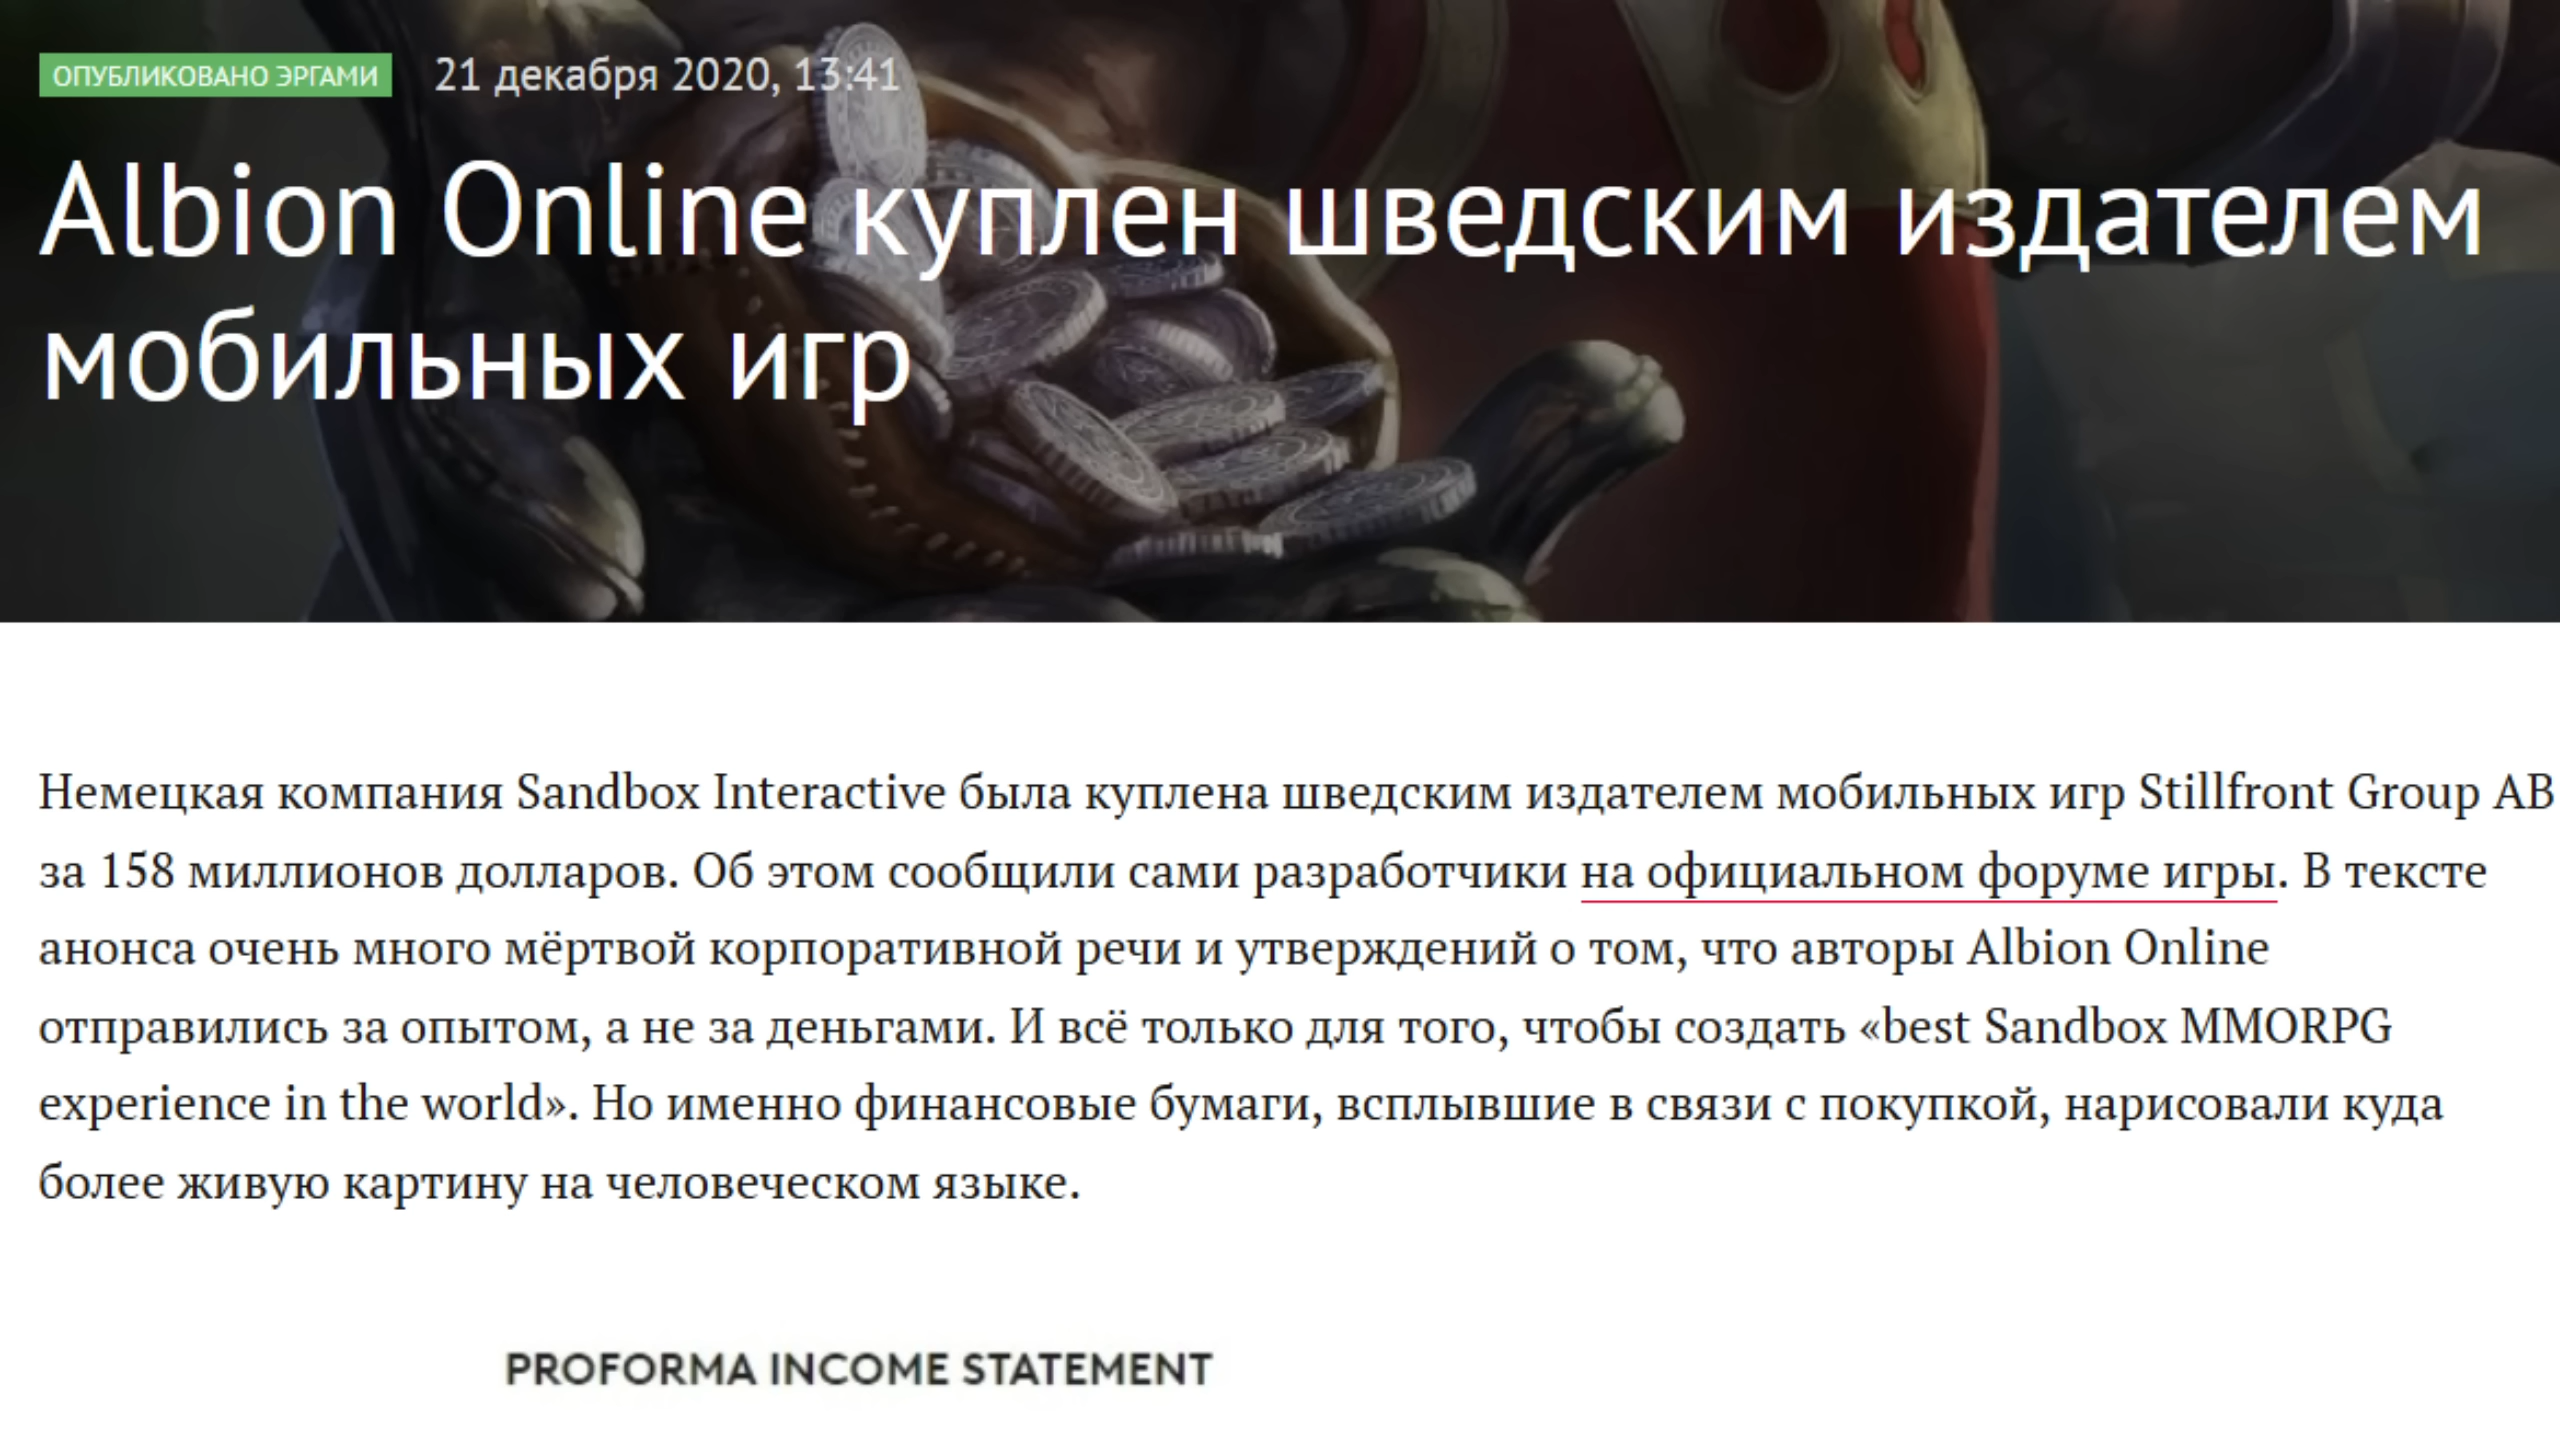 ОПУБЛИКОВАНО ЭРГАМИ 21 декабря 2020, 13:41
Albion Online куплен шведским издателем
мобильных игр
Немецкая компания Sandbox Interactive была куплена шведским издателем мобильных игр Stillfront Group AB
за 158 миллионов долларов. Об этом сообщили сами разработчики на официальном форуме игры. В тексте
анонса очень много мёртвой корпоративной речи и утверждений о том, что авторы Albion Online
отправились за опытом, а не за деньгами. И всё только для того, чтобы создать «best Sandbox MMORPG
experience in the world». Но именно финансовые бумаги, всплывшие в связи с покупкой, нарисовали куда
более живую картину на человеческом языке.
PROFORMA INCOME STATEMENT